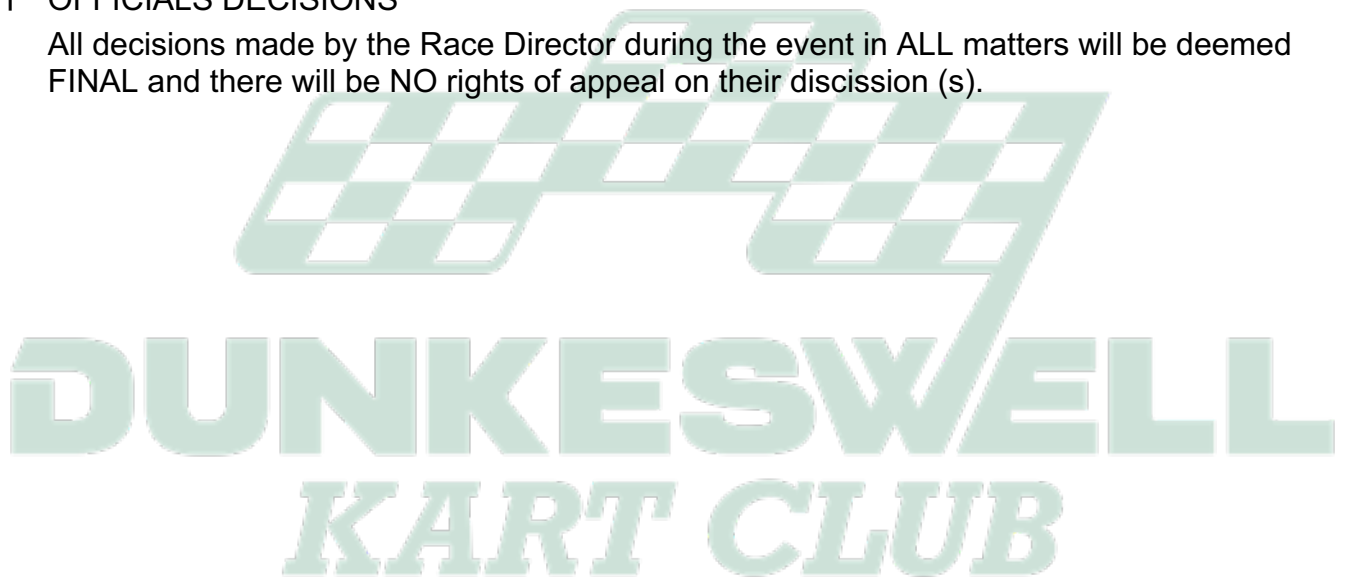 OFFICIALS DECISIONS
All decisions made by the Race Director during the event in ALL matters will be deemed
FINAL and there will be NO rights of appeal on their discission (s).
DUNKESWELL
KART CLUB